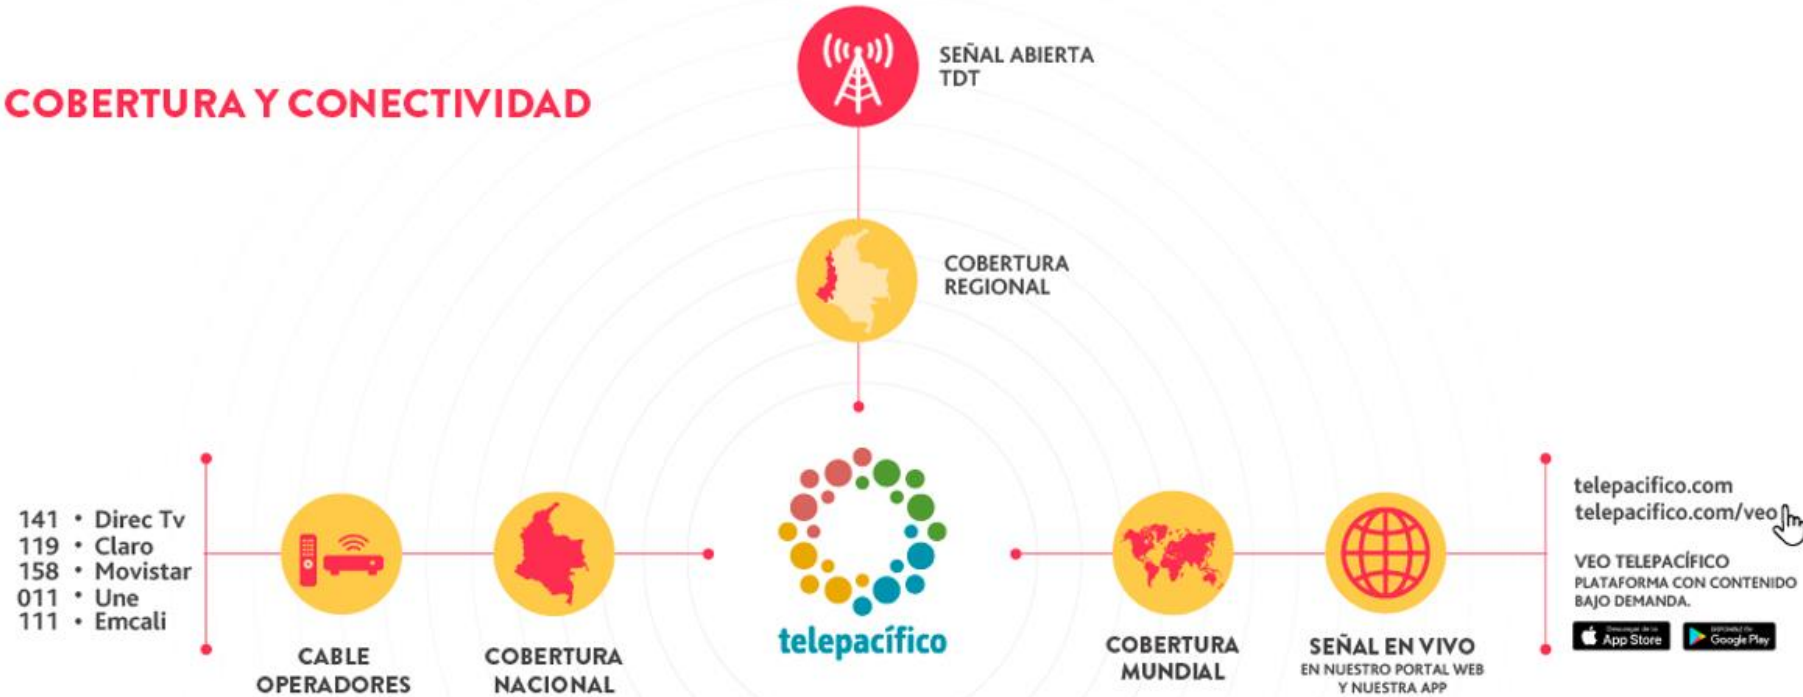 COBERTURA Y CONECTIVIDAD
SEÑAL ABIERTA
TDT
COBERTURA
REGIONAL
141 • Direc Tv
119 • Claro
158 • Movistar
011 • Une
111 • Emcali
CABLE
OPERADORES
COBERTURA
NACIONAL
telepacífico
COBERTURA
MUNDIAL
SEÑAL EN VIVO
EN NUESTRO PORTAL WEB
Y NUESTRA APP
telepacifico.com
telepacifico.com/veo
VEO TELEPACÍFICO
PLATAFORMA CON CONTENIDO
BAJO DEMANDA.
App Store
Google Play